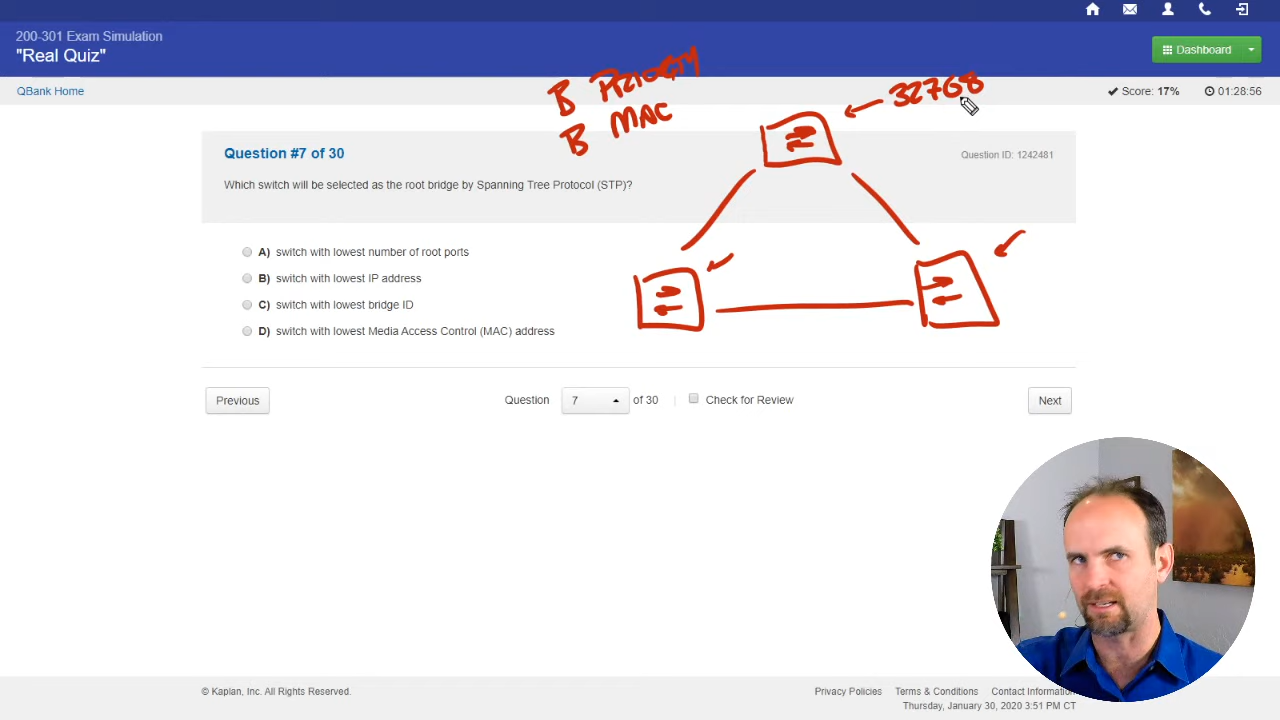 200-301 Exam Simulation
"Real Quiz"
Dashboard
QBank Home
Score: 17%
01:28:56
B PRIORITY
B MAC
32768
Question #7 of 30
Question ID: 1242481
Which switch will be selected as the root bridge by Spanning Tree Protocol (STP)?
A) switch with lowest number of root ports
B) switch with lowest IP address
C) switch with lowest bridge ID
D) switch with lowest Media Access Control (MAC) address
Previous
Question 7 of 30
Check for Review
Next
© Kaplan, Inc. All Rights Reserved.
Privacy Policies Terms & Conditions Contact Information
Thursday, January 30, 2020 3:51 PM CT